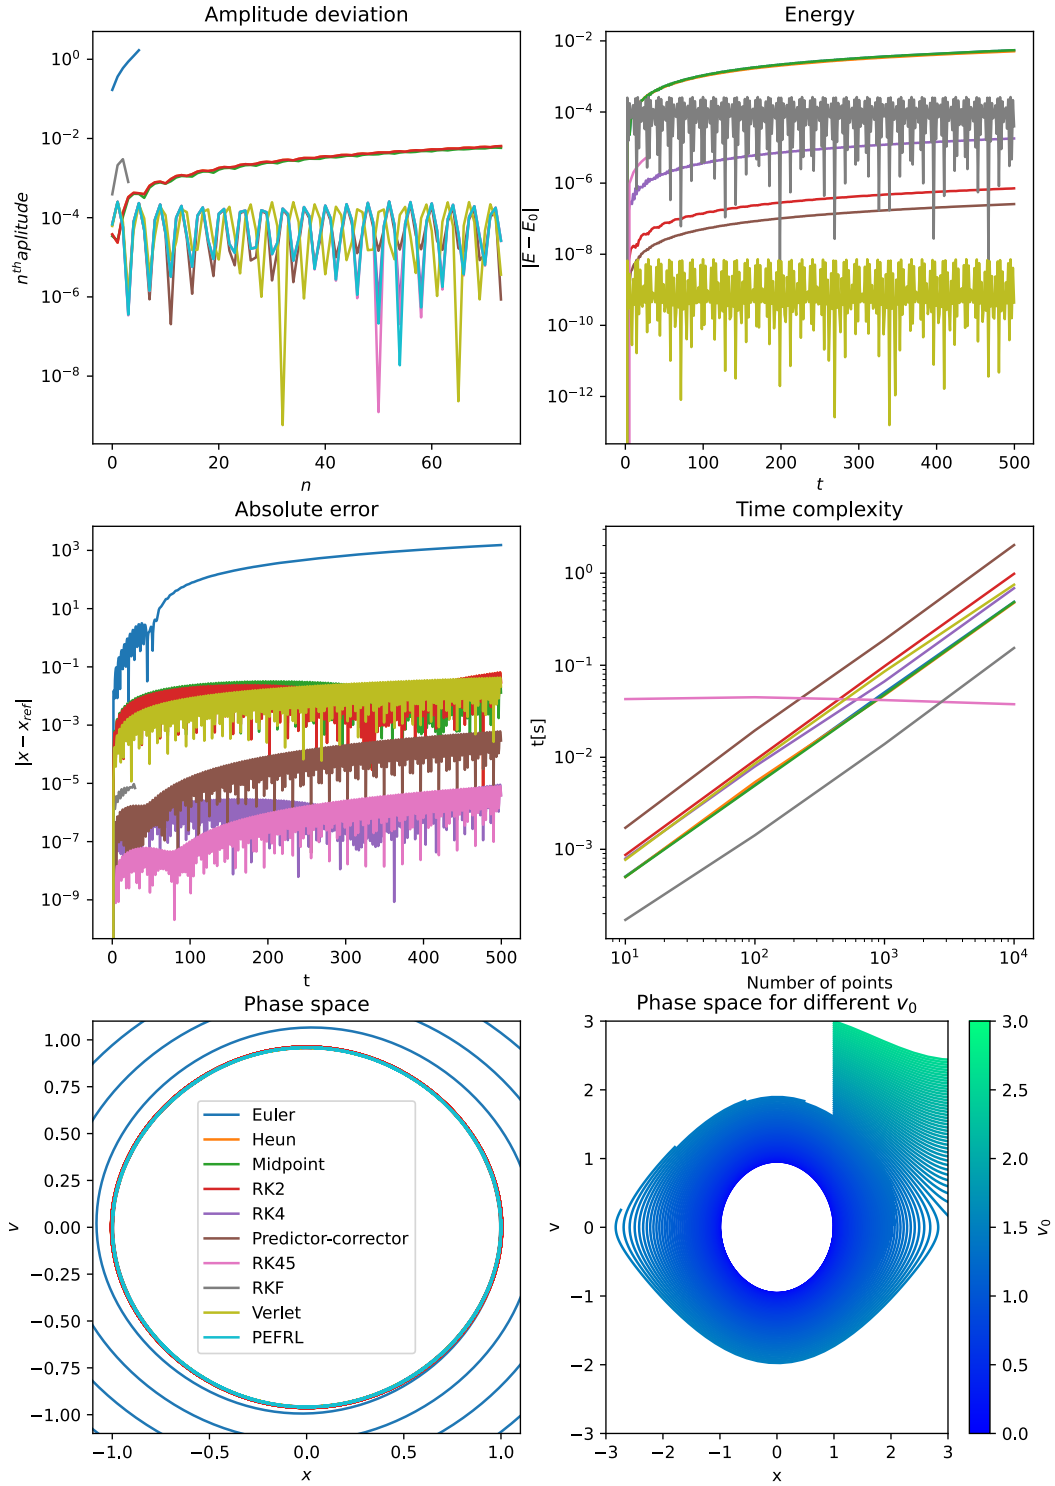 Amplitude deviation
n^th aplitude
10^0
10^−2
10^−4
10^−6
10^−8
0 20 40 60
n
Energy
|E − E_0|
10^−2
10^−4
10^−6
10^−8
10^−10
10^−12
0 100 200 300 400 500
t
Absolute error
|x − x_ref|
10^3
10^1
10^−1
10^−3
10^−5
10^−7
10^−9
0 100 200 300 400 500
t
Time complexity
t[s]
10^0
10^−1
10^−2
10^−3
10^1 10^2 10^3 10^4
Number of points
Phase space
v
1.00
0.75
0.50
0.25
0.00
−0.25
−0.50
−0.75
−1.00
Euler
Heun
Midpoint
RK2
RK4
Predictor-corrector
RK45
RKF
Verlet
PEFRL
−1.0 −0.5 0.0 0.5 1.0
x
Phase space for different v_0
v
3
2
1
0
−1
−2
−3
−3 −2 −1 0 1 2 3
x
3.0
2.5
2.0
1.5
1.0
0.5
0.0
v_0